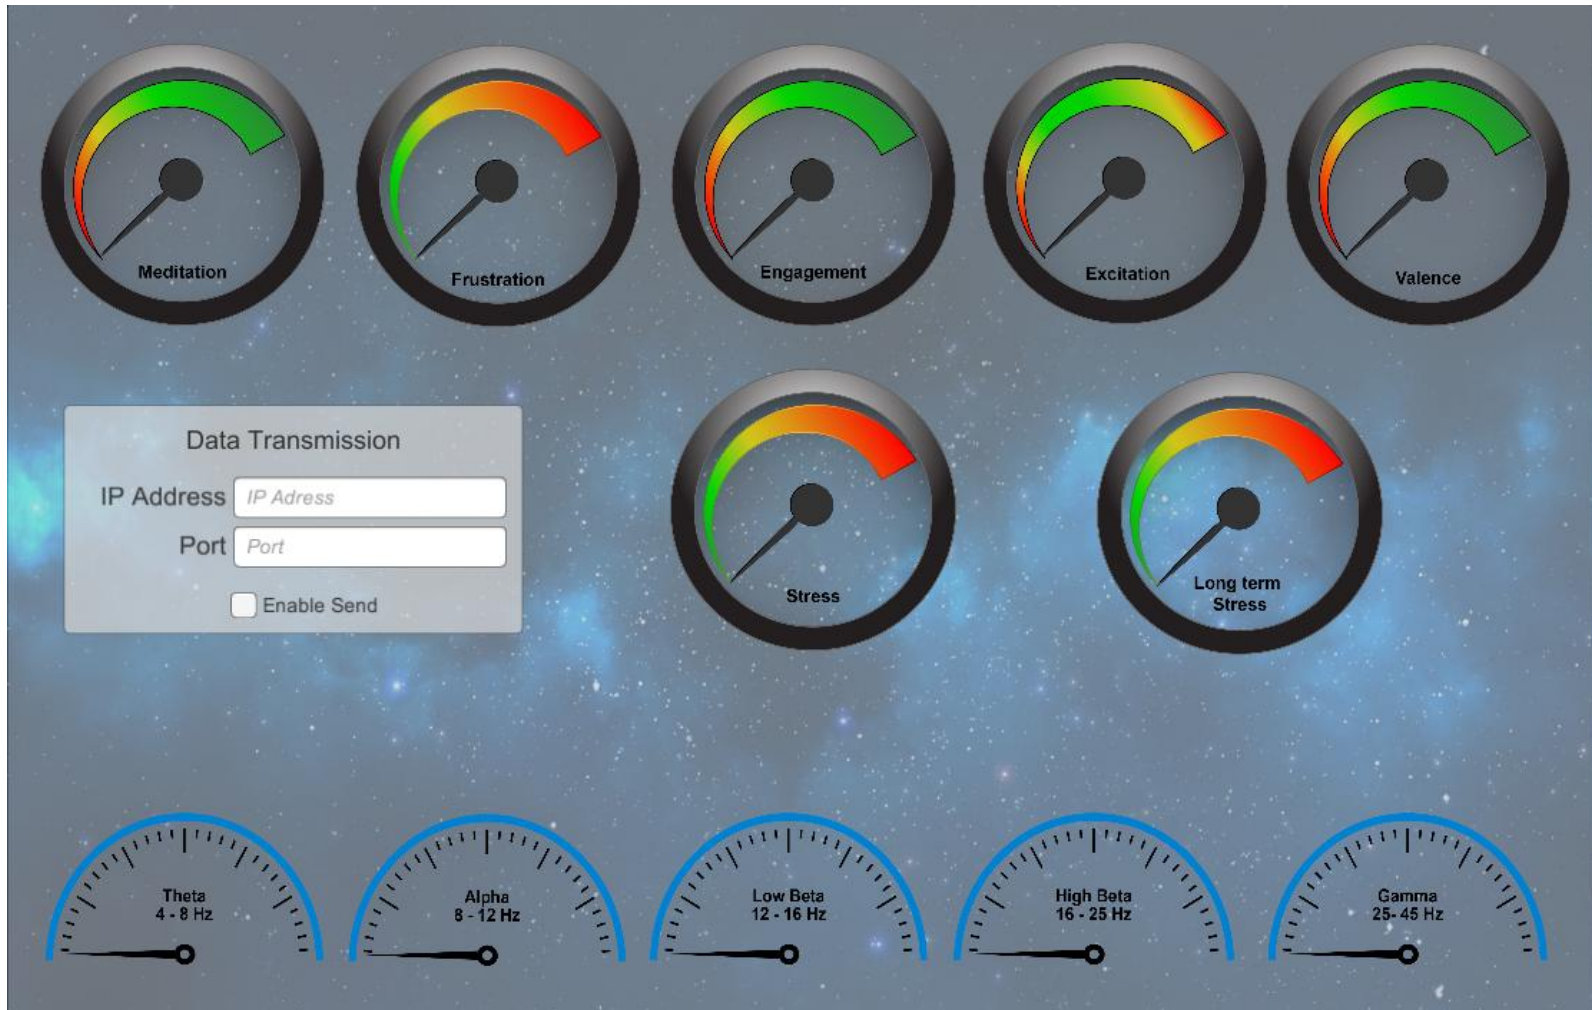 Meditation
Frustration
Engagement
Excitation
Valence
Data Transmission
IP Address
IP Adress
Port
Port
Enable Send
Stress
Long term
Stress
Theta
4 - 8 Hz
Alpha
8 - 12 Hz
Low Beta
12 - 16 Hz
High Beta
16 - 25 Hz
Gamma
25- 45 Hz